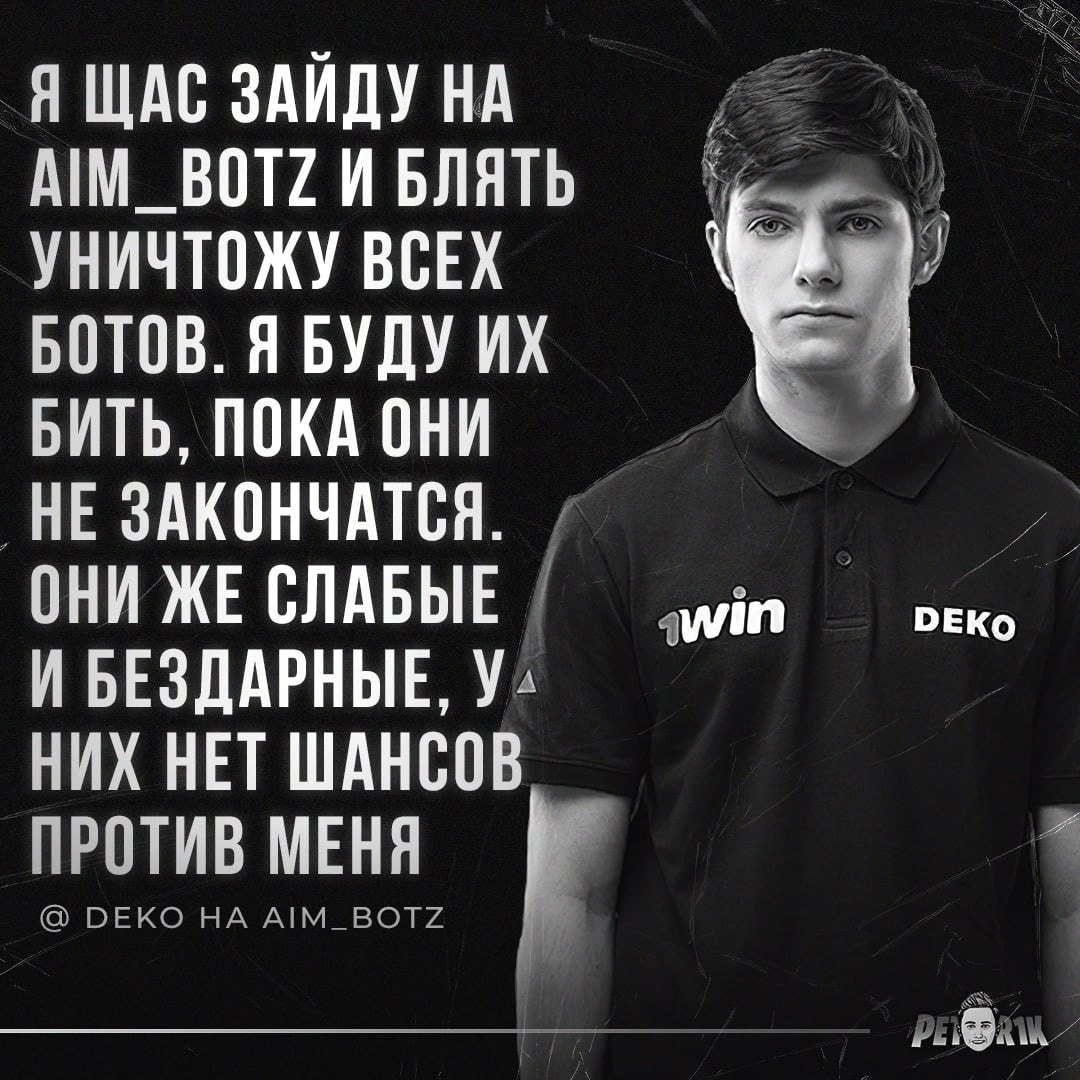 Я ЩАС ЗАЙДУ НА
AIM_BOTZ И БЛЯТЬ
УНИЧТОЖУ ВСЕХ
БОТОВ. Я БУДУ ИХ
БИТЬ, ПОКА ОНИ
НЕ ЗАКОНЧАТСЯ.
ОНИ ЖЕ СЛАБЫЕ
И БЕЗДАРНЫЕ, У
НИХ НЕТ ШАНСОВ
ПРОТИВ МЕНЯ
@ DEKO НА AIM_BOTZ
1win
DEKO